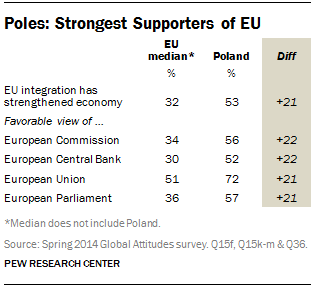 Poles: Strongest Supporters of EU
EU median* Poland Diff
% %
EU integration has strengthened economy 32 53 +21
Favorable view of ...
European Commission 34 56 +22
European Central Bank 30 52 +22
European Union 51 72 +21
European Parliament 36 57 +21
*Median does not include Poland.
Source: Spring 2014 Global Attitudes survey. Q15f, Q15k-m & Q36.
PEW RESEARCH CENTER